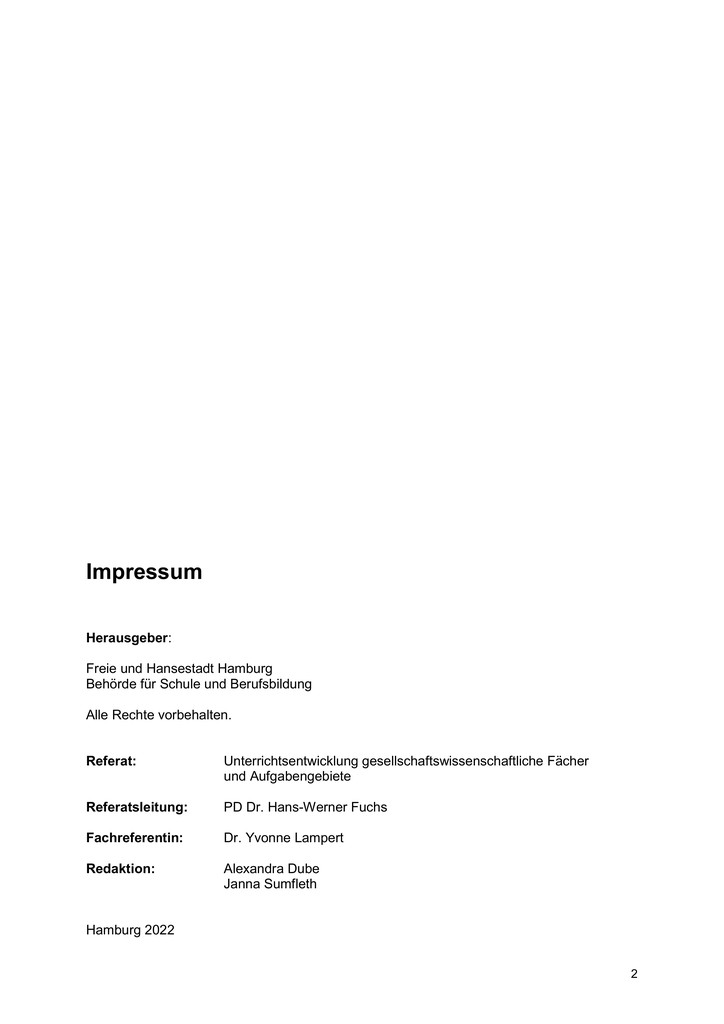 Impressum
Herausgeber:
Freie und Hansestadt Hamburg
Behörde für Schule und Berufsbildung
Alle Rechte vorbehalten.
Referat: Unterrichtsentwicklung gesellschaftswissenschaftliche Fächer
und Aufgabengebiete
Referatsleitung: PD Dr. Hans-Werner Fuchs
Fachreferentin: Dr. Yvonne Lampert
Redaktion: Alexandra Dube
Janna Sumfleth
Hamburg 2022
2